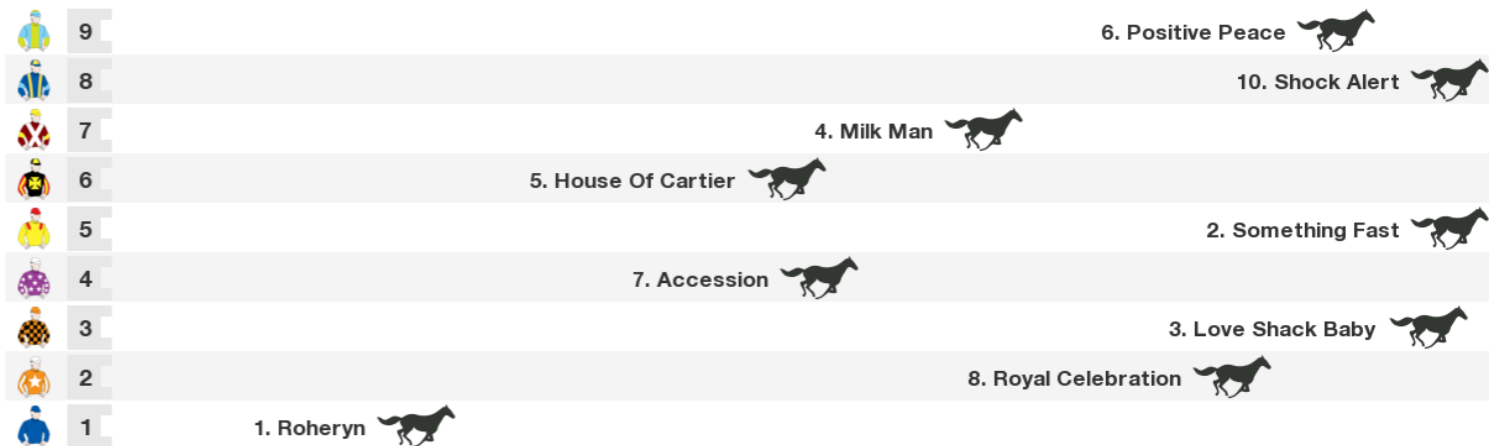 9 6. Positive Peace
8 10. Shock Alert
7 4. Milk Man
6 5. House Of Cartier
5 2. Something Fast
4 7. Accession
3 3. Love Shack Baby
2 8. Royal Celebration
1 1. Roheryn